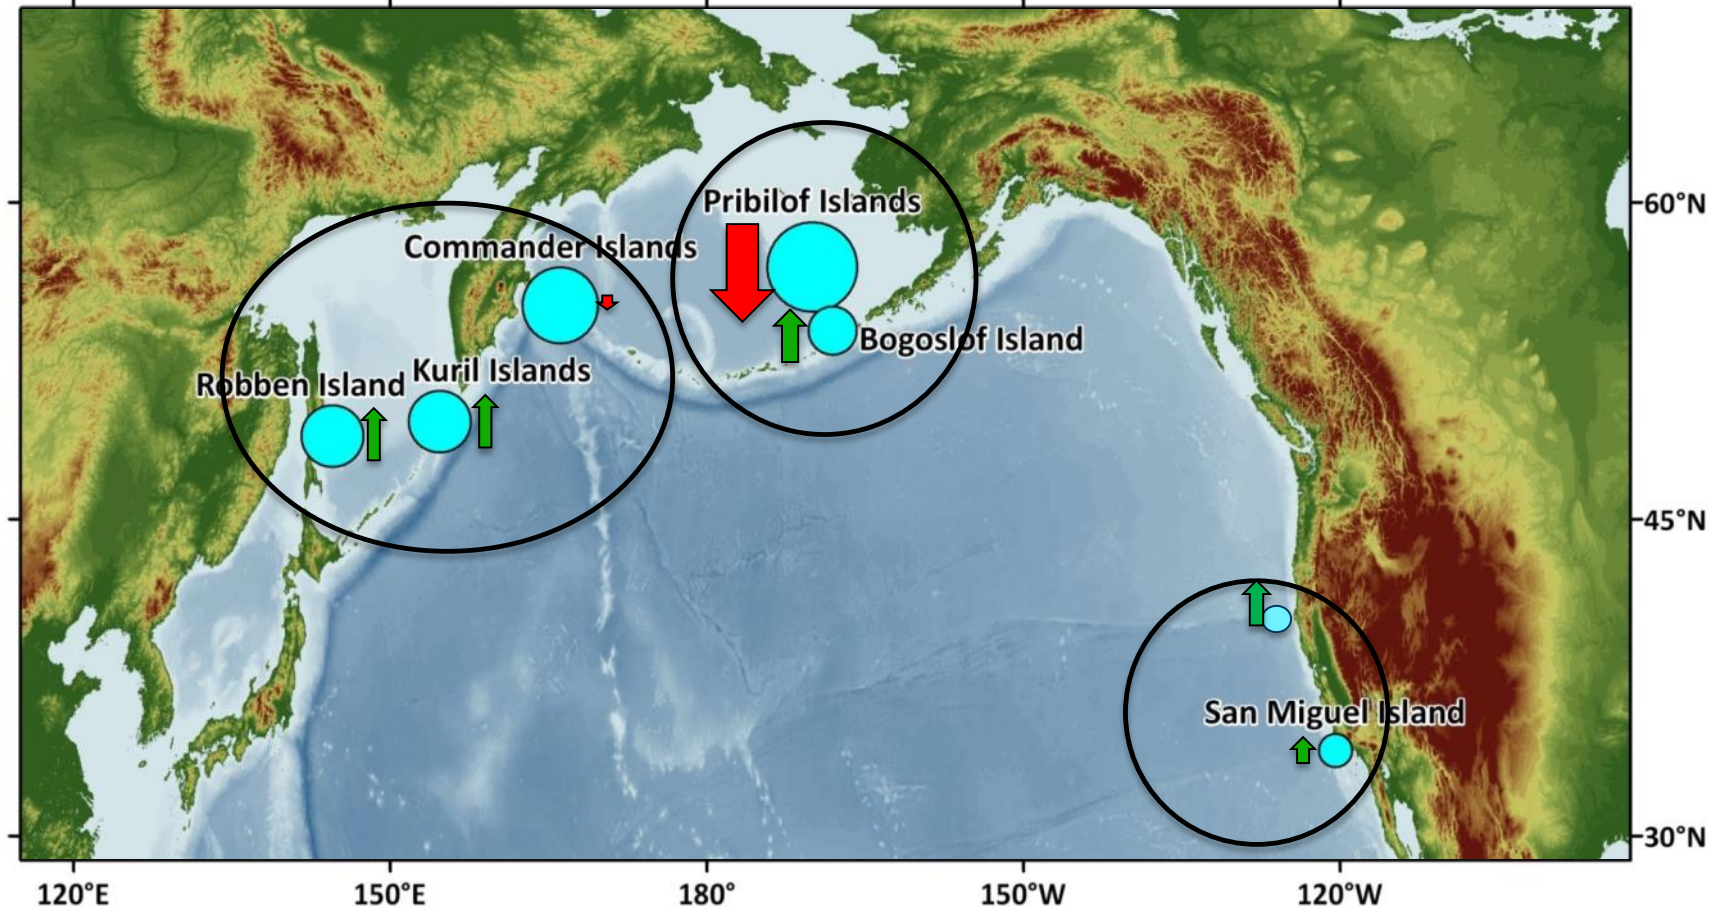 Pribilof Islands
60°N
Commander Islands
Bogoslof Island
Kuril Islands
Robben Island
45°N
San Miguel Island
30°N
120°E
150°E
180°
150°W
120°W